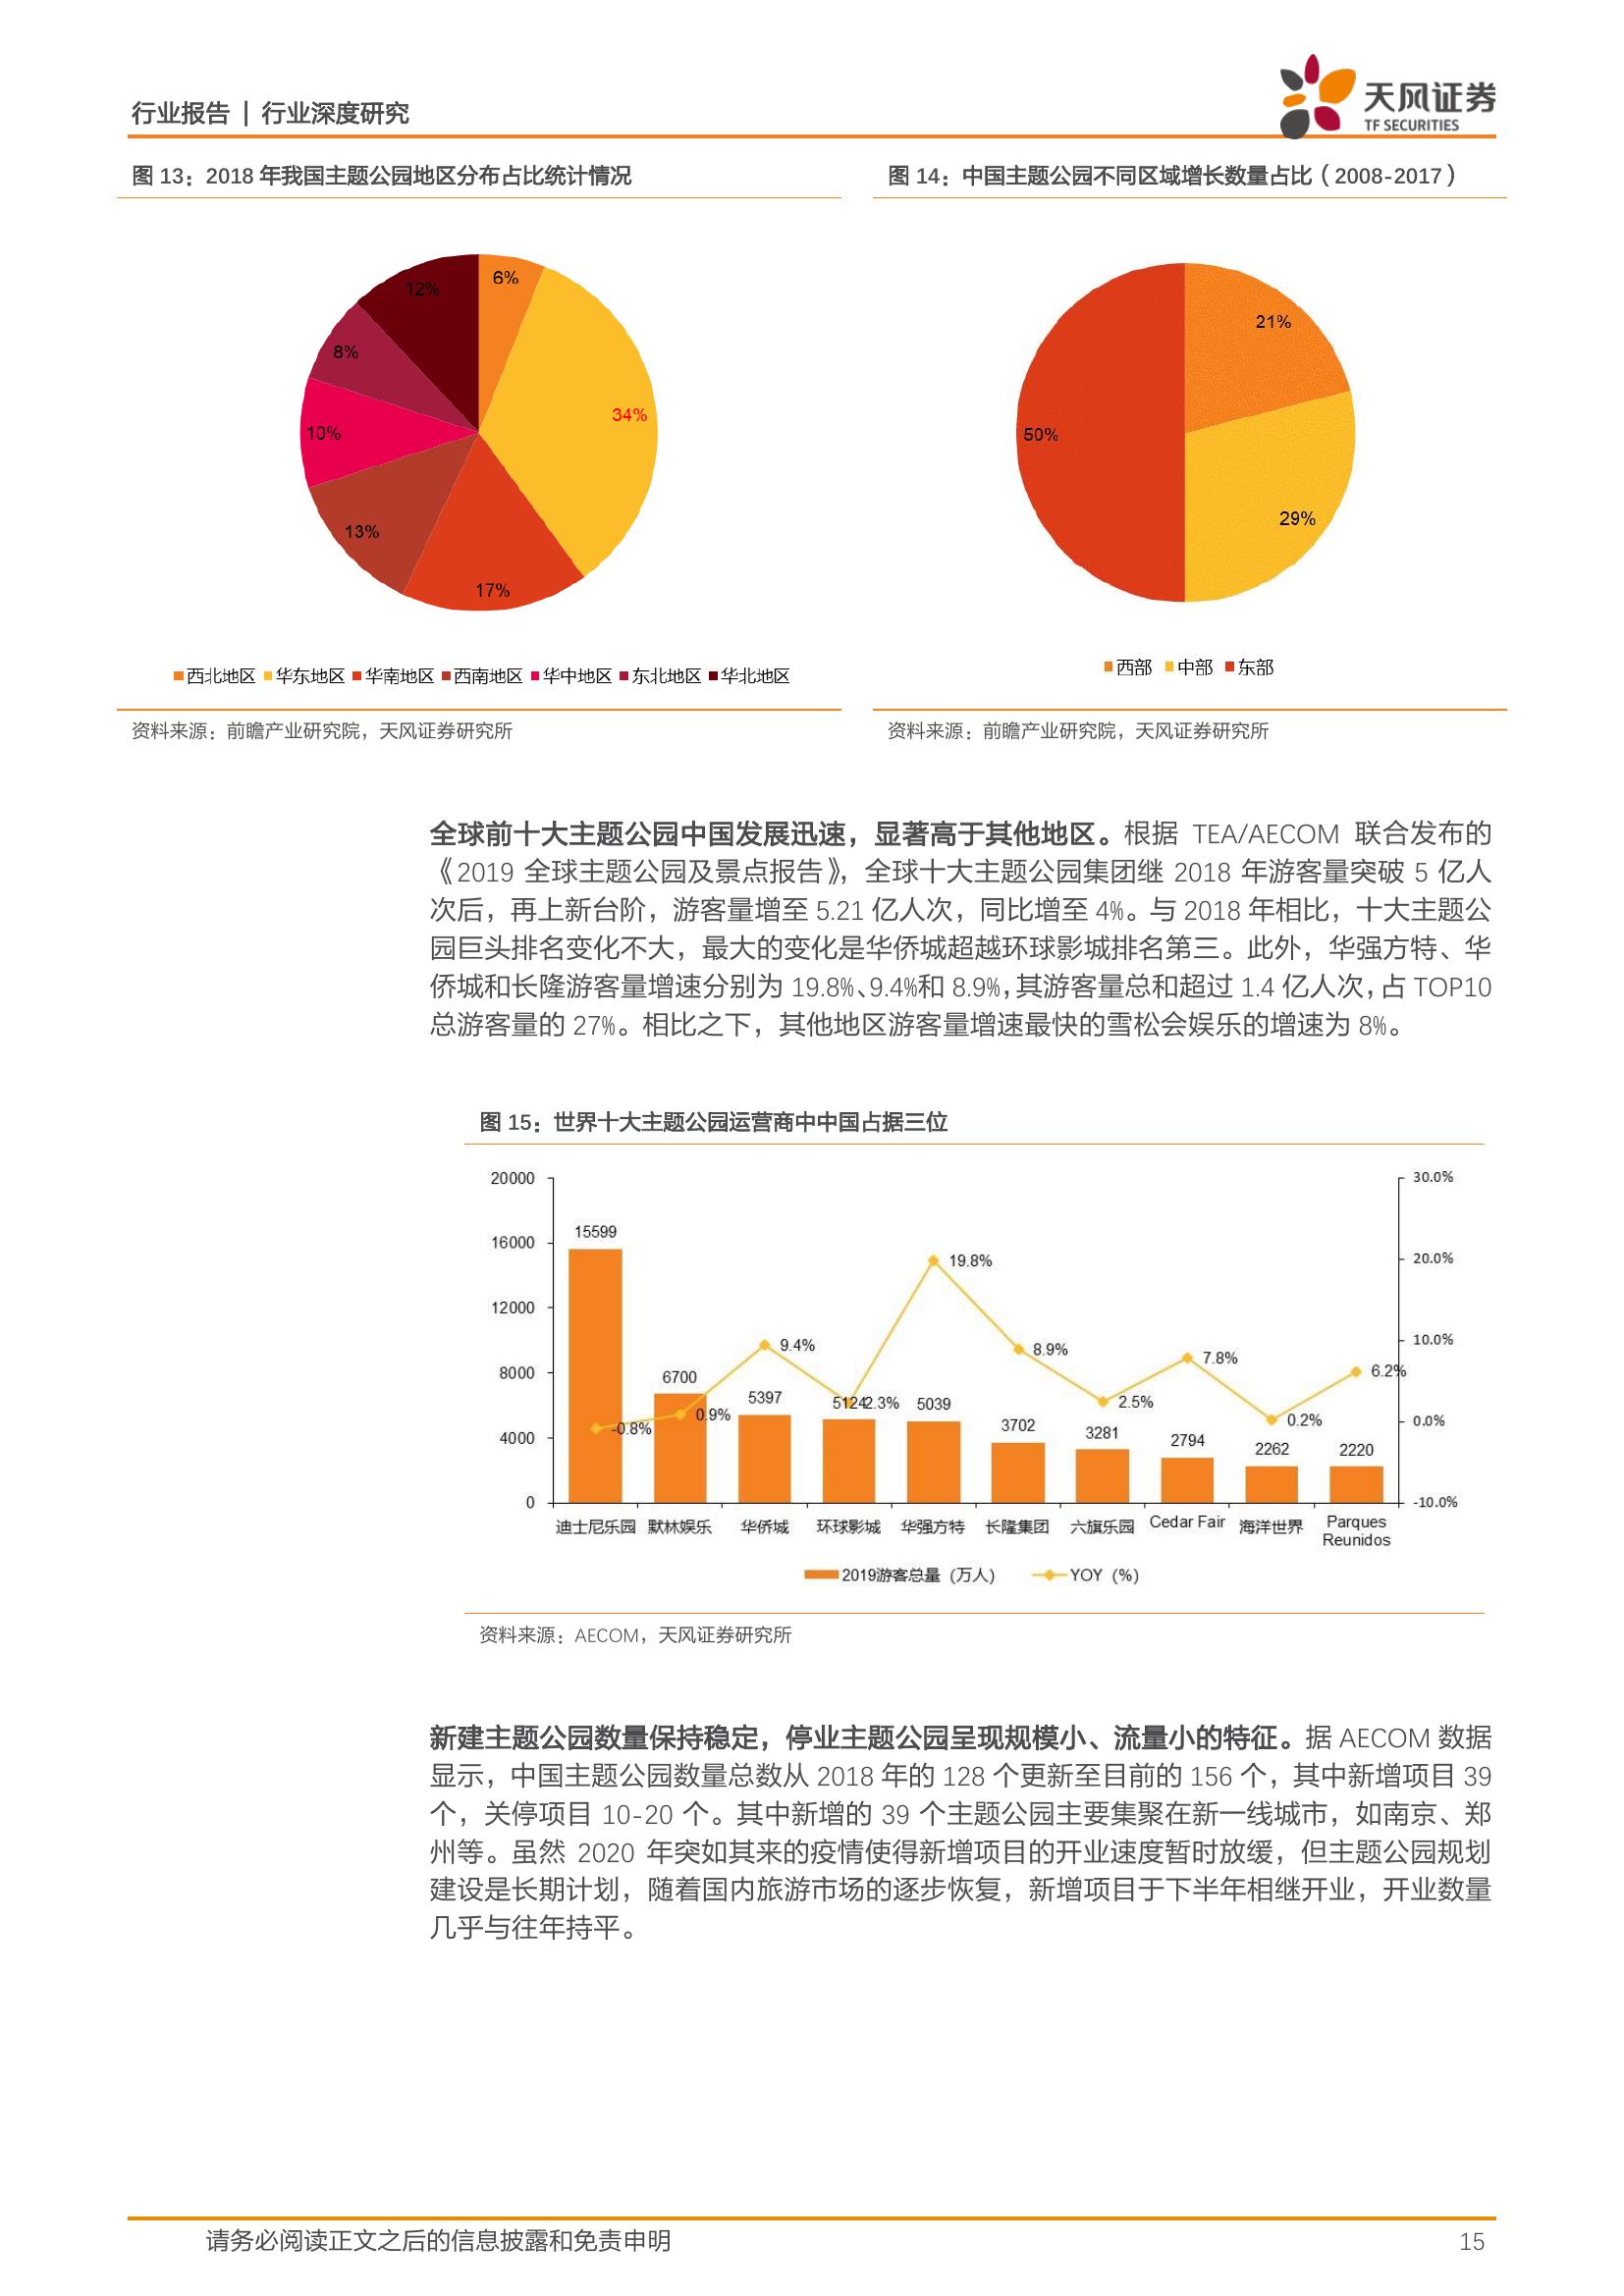 行业报告 | 行业深度研究
天风证券
TF SECURITIES
图 13：2018 年我国主题公园地区分布占比统计情况
6%
34%
17%
13%
10%
8%
12%
西北地区 华东地区 华南地区 西南地区 华中地区 东北地区 华北地区
资料来源：前瞻产业研究院，天风证券研究所
图 14：中国主题公园不同区域增长数量占比（2008-2017）
21%
29%
50%
西部 中部 东部
资料来源：前瞻产业研究院，天风证券研究所
全球前十大主题公园中国发展迅速，显著高于其他地区。根据 TEA/AECOM 联合发布的
《2019 全球主题公园及景点报告》，全球十大主题公园集团继 2018 年游客量突破 5 亿人
次后，再上新台阶，游客量增至 5.21 亿人次，同比增至 4%。与 2018 年相比，十大主题公
园巨头排名变化不大，最大的变化是华侨城超越环球影城排名第三。此外，华强方特、华
侨城和长隆游客量增速分别为 19.8%、9.4%和 8.9%，其游客量总和超过 1.4 亿人次，占 TOP10
总游客量的 27%。相比之下，其他地区游客量增速最快的雪松会娱乐的增速为 8%。
图 15：世界十大主题公园运营商中中国占据三位
20000
16000
12000
8000
4000
0
30.0%
20.0%
10.0%
0.0%
-10.0%
15599
6700
5397
5124
5039
3702
3281
2794
2262
2220
-0.8%
0.9%
9.4%
2.3%
19.8%
8.9%
2.5%
7.8%
0.2%
6.2%
迪士尼乐园 默林娱乐 华侨城 环球影城 华强方特 长隆集团 六旗乐园 Cedar Fair 海洋世界 Parques
Reunidos
2019游客总量（万人） YOY（%）
资料来源：AECOM，天风证券研究所
新建主题公园数量保持稳定，停业主题公园呈现规模小、流量小的特征。据 AECOM 数据
显示，中国主题公园数量总数从 2018 年的 128 个更新至目前的 156 个，其中新增项目 39
个，关停项目 10-20 个。其中新增的 39 个主题公园主要集聚在新一线城市，如南京、郑
州等。虽然 2020 年突如其来的疫情使得新增项目的开业速度暂时放缓，但主题公园规划
建设是长期计划，随着国内旅游市场的逐步恢复，新增项目于下半年相继开业，开业数量
几乎与往年持平。
请务必阅读正文之后的信息披露和免责申明
15